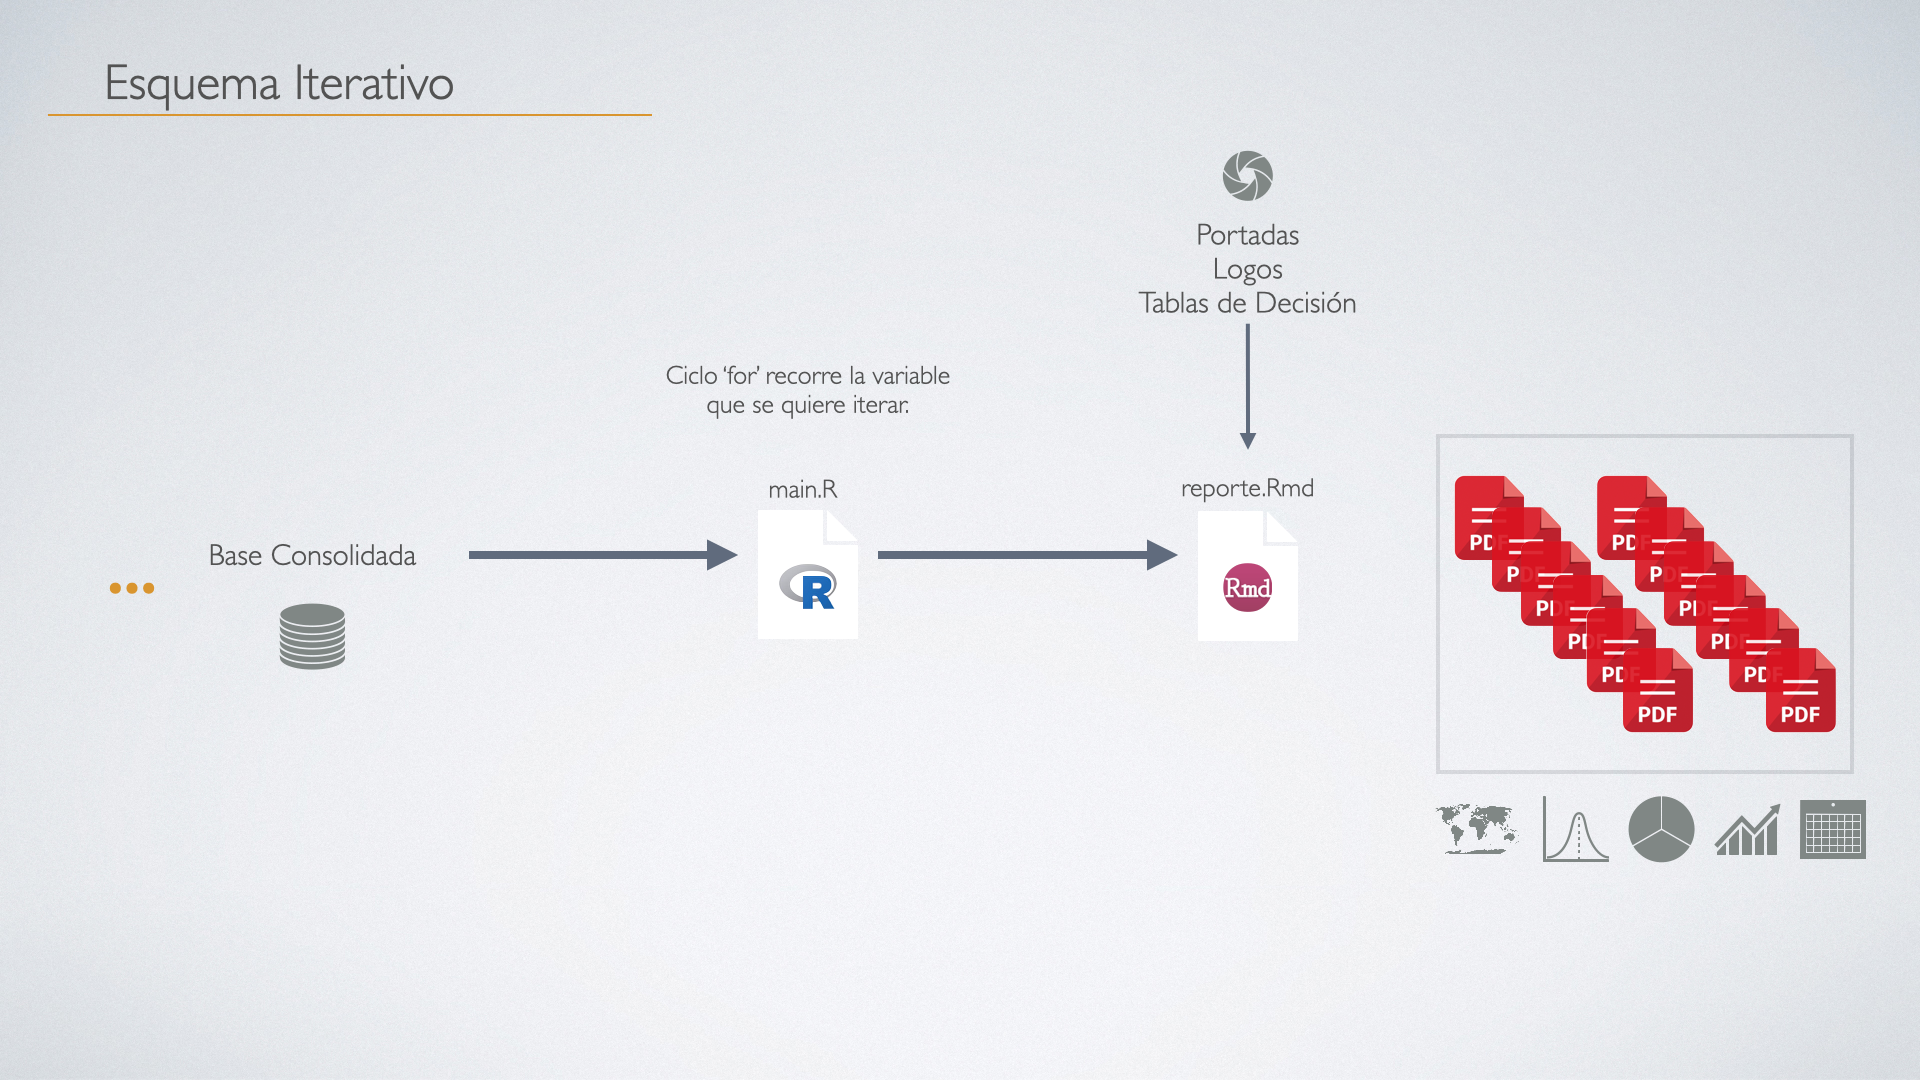 Esquema Iterativo
Portadas
Logos
Tablas de Decisión
Ciclo ‘for’ recorre la variable
que se quiere iterar.
main.R
reporte.Rmd
Base Consolidada
R
Rmd
PDF
PDF
PDF
PDF
PDF
PDF
PDF
PDF
PDF
PDF
PDF
PDF